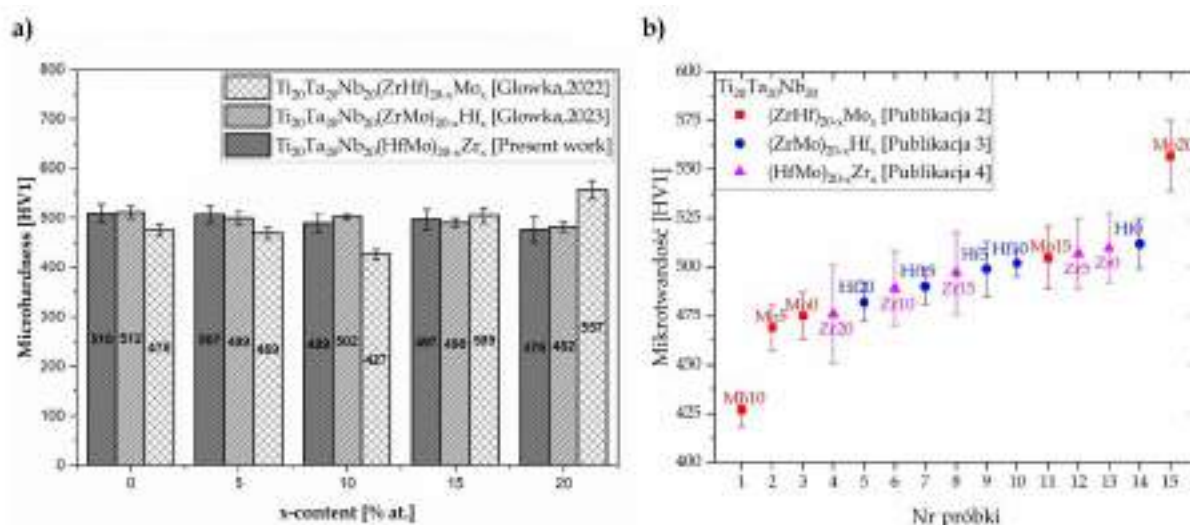 a)
800
700
600
500
400
300
200
100
0
Microhardness [HV1]
Ti₂₀Ta₂₀Nb₂₀(ZrHf)₂₀₋ₓMoₓ [Glowka,2022]
Ti₂₀Ta₂₀Nb₂₀(ZrMo)₂₀₋ₓHfₓ [Glowka,2023]
Ti₂₀Ta₂₀Nb₂₀(HfMo)₂₀₋ₓZrₓ [Present work]
510 512
507 499 469
489 502 427
497
482 557
0 5 10 15 20
x-content [% at.]
b)
600
575
550
525
500
475
450
425
400
Mikrotwardość [HV1]
Ti₂₀Ta₂₀Nb₂₀
(ZrHf)₂₀₋ₓMoₓ [Publikacja 2]
(ZrMo)₂₀₋ₓHfₓ [Publikacja 3]
(HfMo)₂₀₋ₓZrₓ [Publikacja 4]
Mo10
Mo5
Mo0
Zr20
Hf20
Zr10
Hf15
Zr15
Hf5
Hf10
Mo15
Zr5
Zr0
Hf0
Mo20
1 2 3 4 5 6 7 8 9 10 11 12 13 14 15
Nr próbki